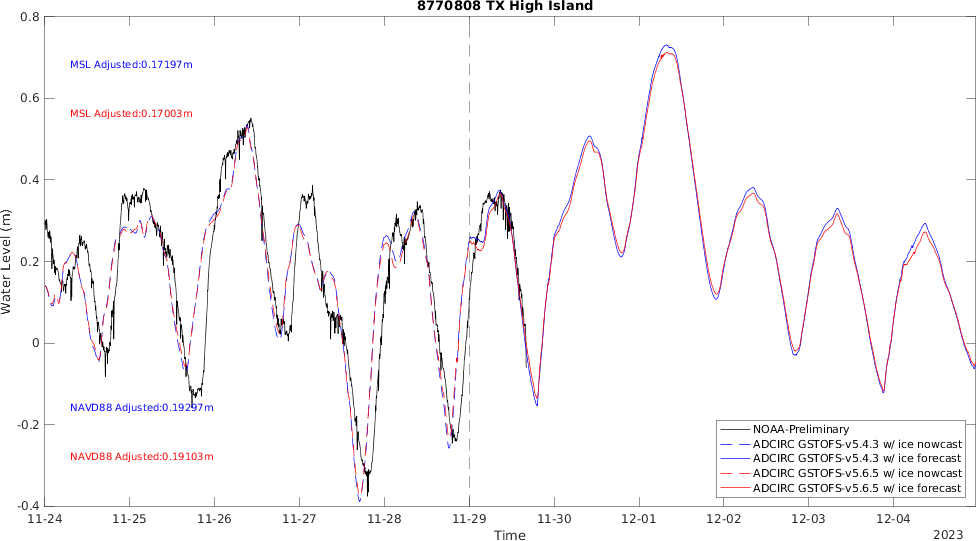 8770808 TX High Island
0.8
MSL Adjusted:0.17197m
0.6
MSL Adjusted:0.17003m
0.4
Water Level (m)
0.2
0
NAVD88 Adjusted:0.19297m
-0.2
NAVD88 Adjusted:0.19103m
-0.4
NOAA-Preliminary
ADCIRC GSTOFS-v5.4.3 w/ ice nowcast
ADCIRC GSTOFS-v5.4.3 w/ ice forecast
ADCIRC GSTOFS-v5.6.5 w/ ice nowcast
ADCIRC GSTOFS-v5.6.5 w/ ice forecast
11-24 11-25 11-26 11-27 11-28 11-29 11-30 12-01 12-02 12-03 12-04
Time
2023